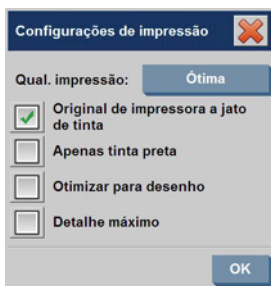 Configurações de impressão
Qual. impressão: Ótima
Original de impressora a jato
de tinta
Apenas tinta preta
Otimizar para desenho
Detalhe máximo
OK